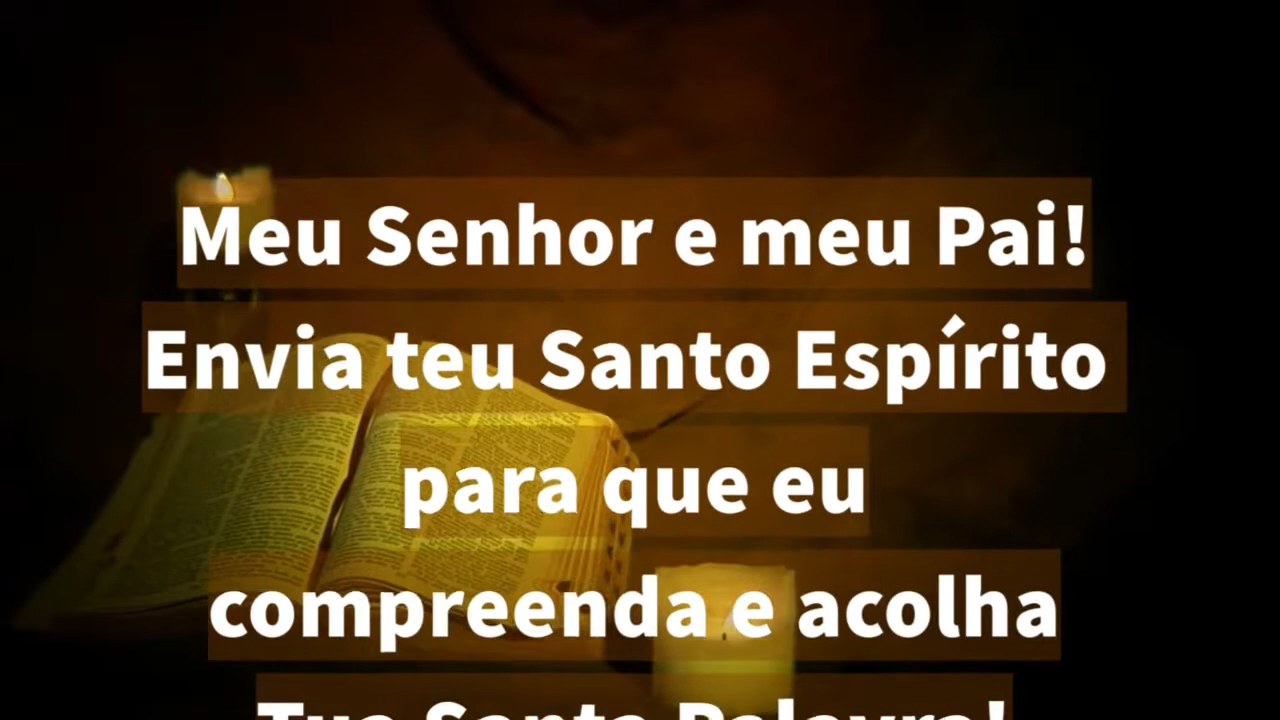 Meu Senhor e meu Pai!
Envia teu Santo Espírito
para que eu
compreenda e acolha
Tua Santa Palavra!